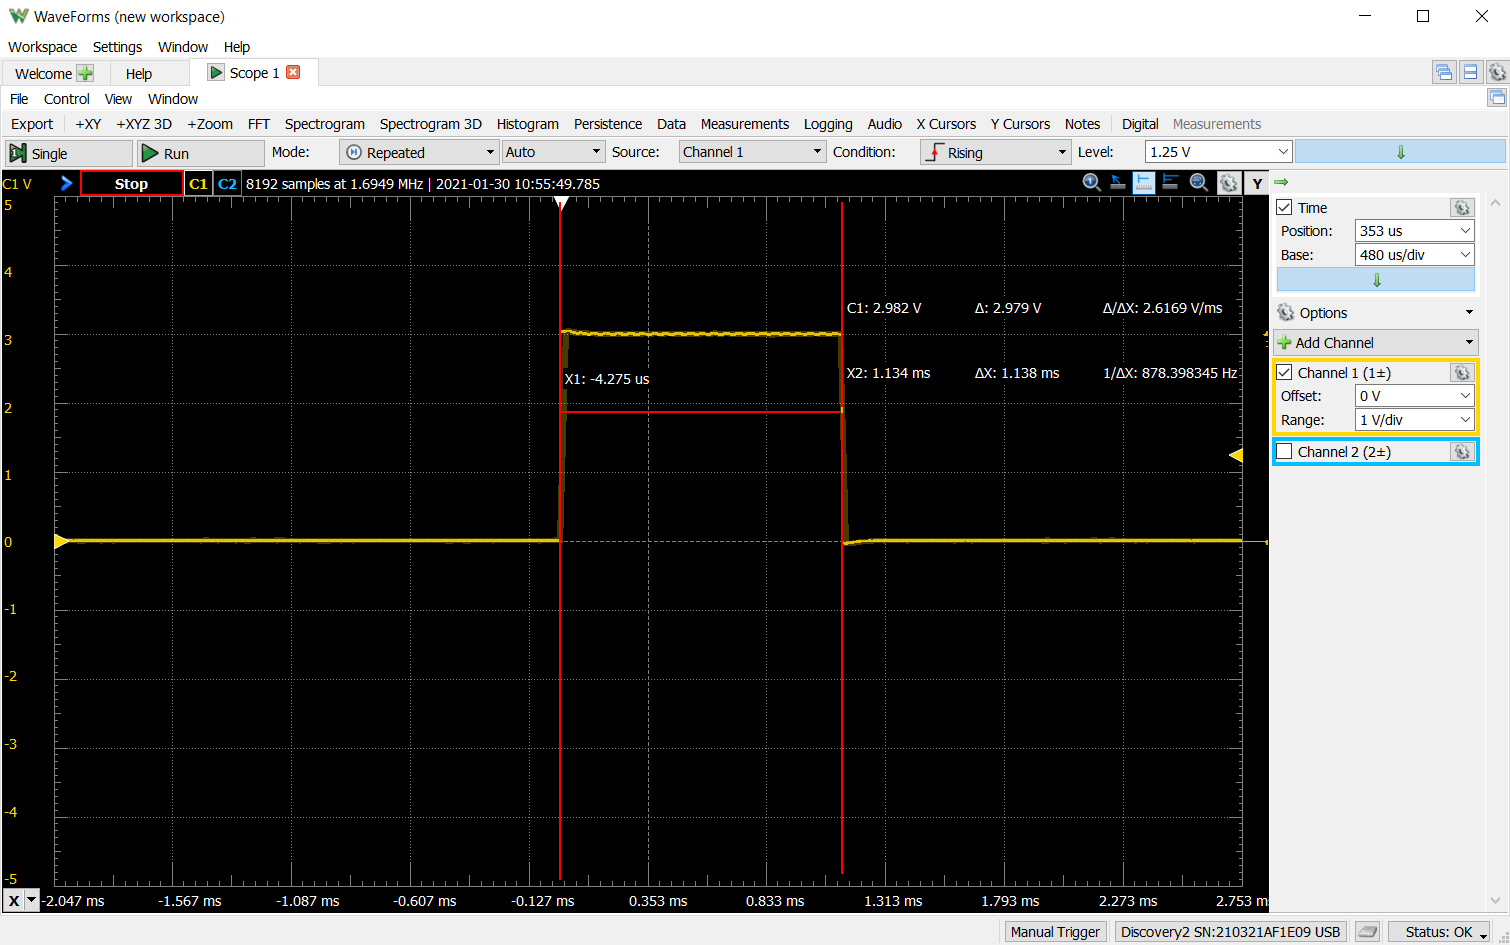 WaveForms (new workspace)
Workspace Settings Window Help
Welcome Help Scope 1
File Control View Window
Export +XY +XYZ 3D +Zoom FFT Spectrogram Spectrogram 3D Histogram Persistence Data Measurements Logging Audio X Cursors Y Cursors Notes Digital Measurements
Single Run Mode: Repeated Auto Source: Channel 1 Condition: Rising Level: 1.25 V
C1 V Stop C1 C2 8192 samples at 1.6949 MHz | 2021-01-30 10:55:49.785 Y
5
4
3
2
1
0
-1
-2
-3
-4
-5
C1: 2.982 V Δ: 2.979 V Δ/ΔX: 2.6169 V/ms
X1: -4.275 us
X2: 1.134 ms ΔX: 1.138 ms 1/ΔX: 878.398345 Hz
X -2.047 ms -1.567 ms -1.087 ms -0.607 ms -0.127 ms 0.353 ms 0.833 ms 1.313 ms 1.793 ms 2.273 ms 2.753 ms
Time
Position: 353 us
Base: 480 us/div
Options
Add Channel
Channel 1 (1±)
Offset: 0 V
Range: 1 V/div
Channel 2 (2±)
Manual Trigger Discovery2 SN:210321AF1E09 USB Status: OK